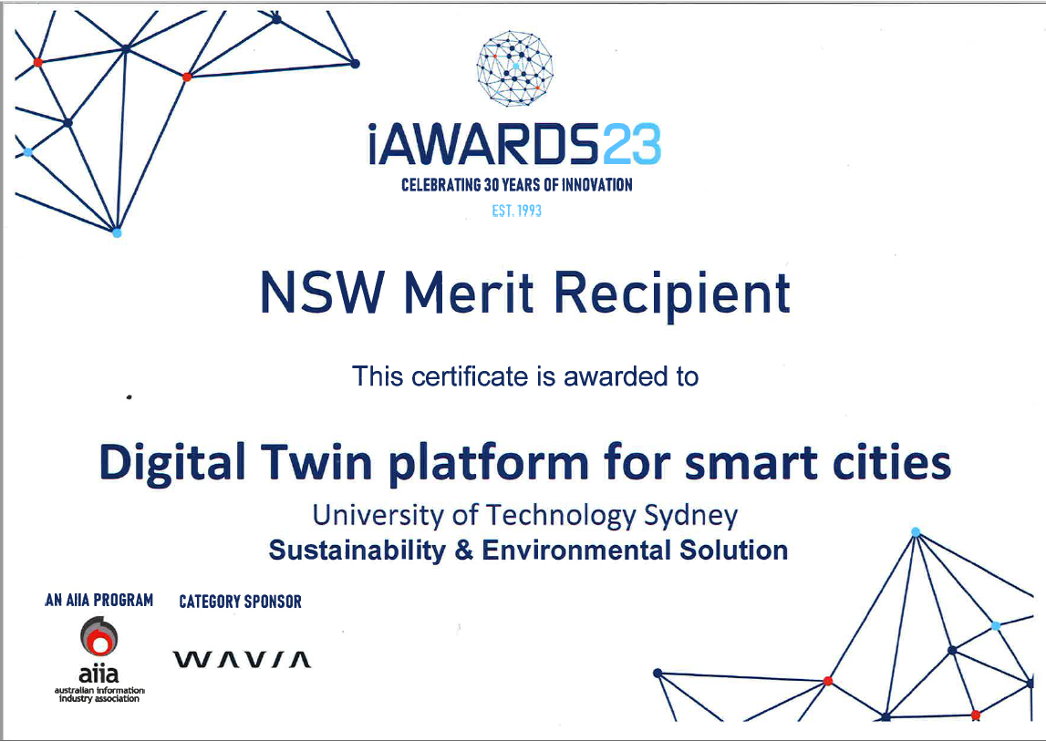 iAWARDS23
CELEBRATING 30 YEARS OF INNOVATION
EST. 1993
NSW Merit Recipient
This certificate is awarded to
Digital Twin platform for smart cities
University of Technology Sydney
Sustainability & Environmental Solution
AN AIIA PROGRAM
CATEGORY SPONSOR
aiia
australian information
industry association
WAVIA